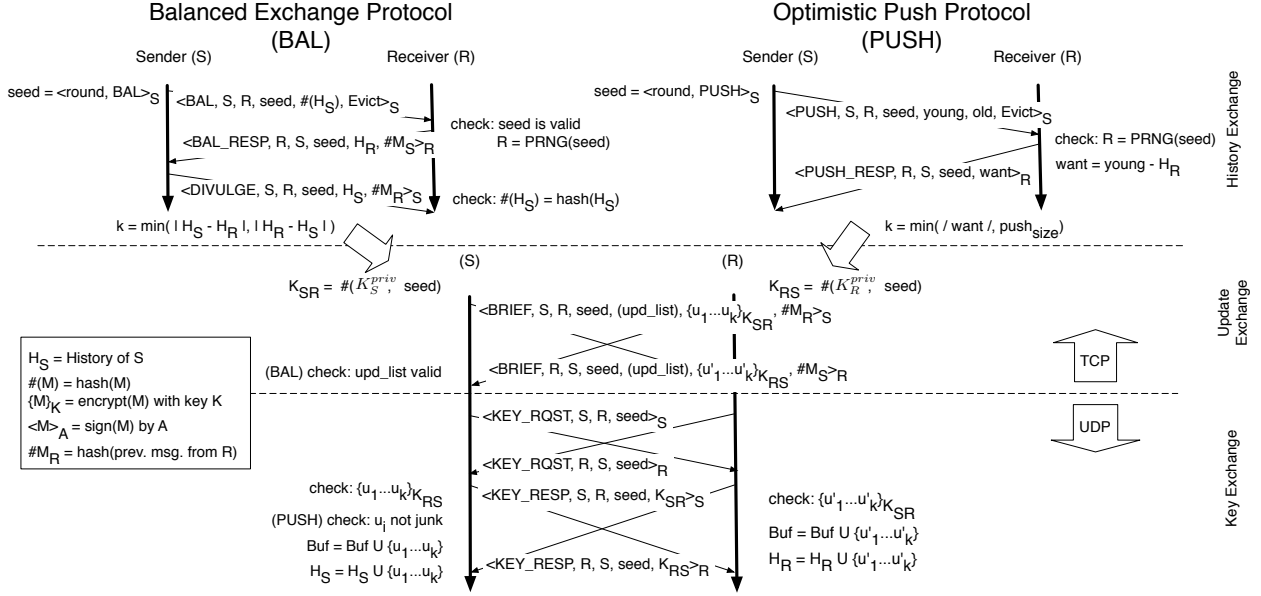 Balanced Exchange Protocol
(BAL)
Optimistic Push Protocol
(PUSH)
Sender (S)
Receiver (R)
Sender (S)
Receiver (R)
seed = <round, BAL>S
<BAL, S, R, seed, #(HS), Evict>S
check: seed is valid
R = PRNG(seed)
<BAL_RESP, R, S, seed, HR, #MS>R
<DIVULGE, S, R, seed, HS, #MR>S
check: #(HS) = hash(HS)
k = min( | HS - HR |, | HR - HS | )
seed = <round, PUSH>S
<PUSH, S, R, seed, young, old, Evict>S
check: R = PRNG(seed)
want = young - HR
<PUSH_RESP, R, S, seed, want>R
k = min( / want /, pushsize)
History Exchange
(S)
(R)
KSR = #(K_S^priv, seed)
KRS = #(K_R^priv, seed)
<BRIEF, S, R, seed, (upd_list), {u1...uk}KSR, #MR>S
<BRIEF, R, S, seed, (upd_list), {u'1...u'k}KRS, #MS>R
(BAL) check: upd_list valid
TCP
Update
Exchange
HS = History of S
#(M) = hash(M)
{M}K = encrypt(M) with key K
<M>A = sign(M) by A
#MR = hash(prev. msg. from R)
UDP
<KEY_RQST, S, R, seed>S
<KEY_RQST, R, S, seed>R
<KEY_RESP, S, R, seed, KSR>S
<KEY_RESP, R, S, seed, KRS>R
check: {u1...uk}KRS
(PUSH) check: ui not junk
Buf = Buf U {u1...uk}
HS = HS U {u1...uk}
check: {u'1...u'k}KSR
Buf = Buf U {u'1...u'k}
HR = HR U {u'1...u'k}
Key Exchange